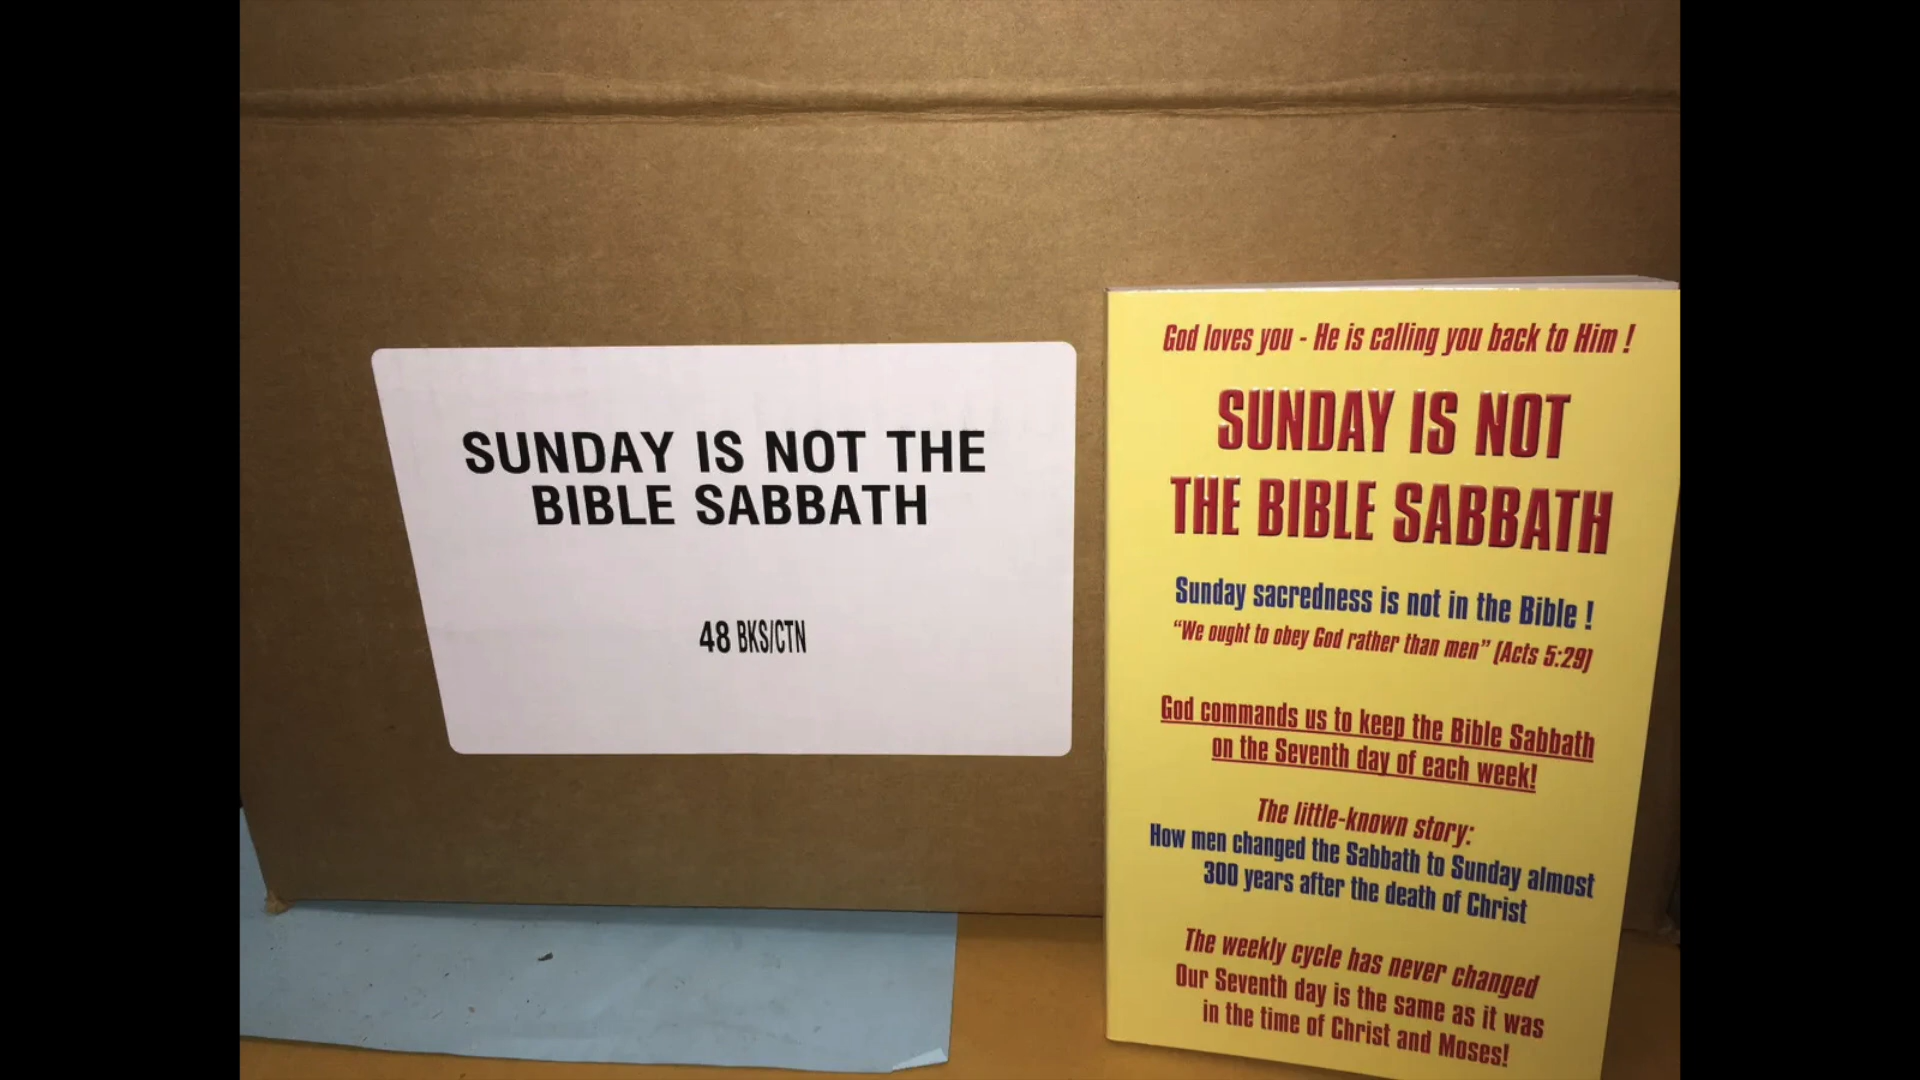 SUNDAY IS NOT THE
BIBLE SABBATH
48 BKS/CTN
God loves you - He is calling you back to Him !
SUNDAY IS NOT
THE BIBLE SABBATH
Sunday sacredness is not in the Bible !
“We ought to obey God rather than men” (Acts 5:29)
God commands us to keep the Bible Sabbath
on the Seventh day of each week!
The little-known story:
How men changed the Sabbath to Sunday almost
300 years after the death of Christ
The weekly cycle has never changed
Our Seventh day is the same as it was
in the time of Christ and Moses!